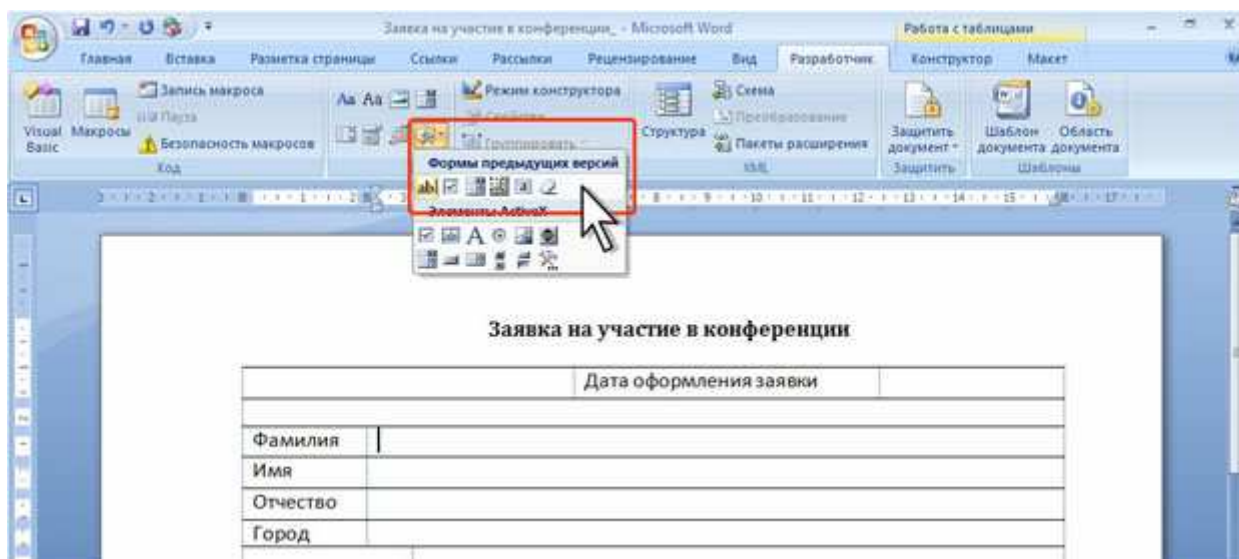 Заявка на участие в конференции_ - Microsoft Word
Работа с таблицами
Главная Вставка Разметка страницы Ссылки Рассылки Рецензирование Вид Разработчик Конструктор Макет
Visual Basic
Макросы
Запись макроса
Пауза
Безопасность макросов
Код
Aa Aa
Режим конструктора
Свойства
Группировать
Формы предыдущих версий
ab|
Элементы ActiveX
A
Структура
Схема
Преобразование
Пакеты расширения
XML
Защитить документ
Защитить
Шаблон документа
Область документа
Шаблоны
Заявка на участие в конференции
Дата оформления заявки
Фамилия
Имя
Отчество
Город